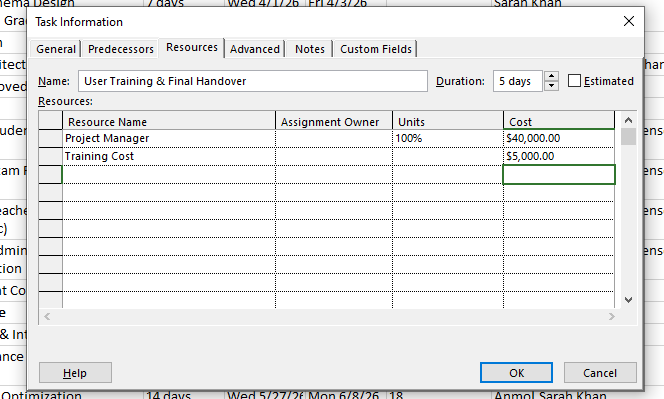 nema Design 7 days Wed 4/1/26 Fri 4/3/26 Sarah Khan
Task Information
General Predecessors Resources Advanced Notes Custom Fields
Name: User Training & Final Handover Duration: 5 days Estimated
Resources:
Resource Name Assignment Owner Units Cost
Project Manager 100% $40,000.00
Training Cost $5,000.00
Help OK Cancel
Optimization 14 days Wed 5/27/26 Mon 6/8/26 18 Anmol Sarah Khan